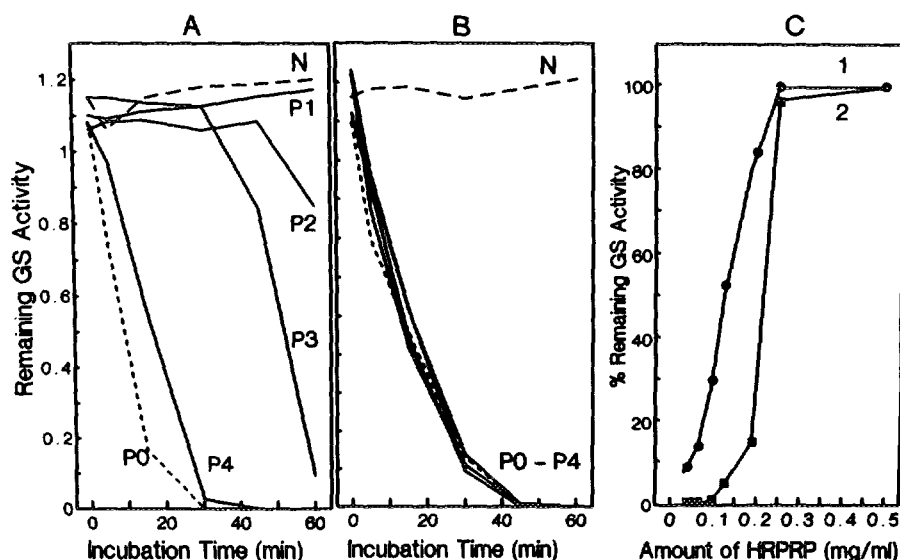 A
B
C
Remaining GS Activity
1.2
1
0.8
0.6
0.4
0.2
0
N
P1
P2
P3
P0
P4
0
20
40
60
Incubation Time (min)
N
P0 - P4
0
20
40
60
Incubation Time (min)
% Remaining GS Activity
100
80
60
40
20
0
1
2
0
0.1
0.2
0.3
0.4
0.5
Amount of HRPRP (mg/ml)